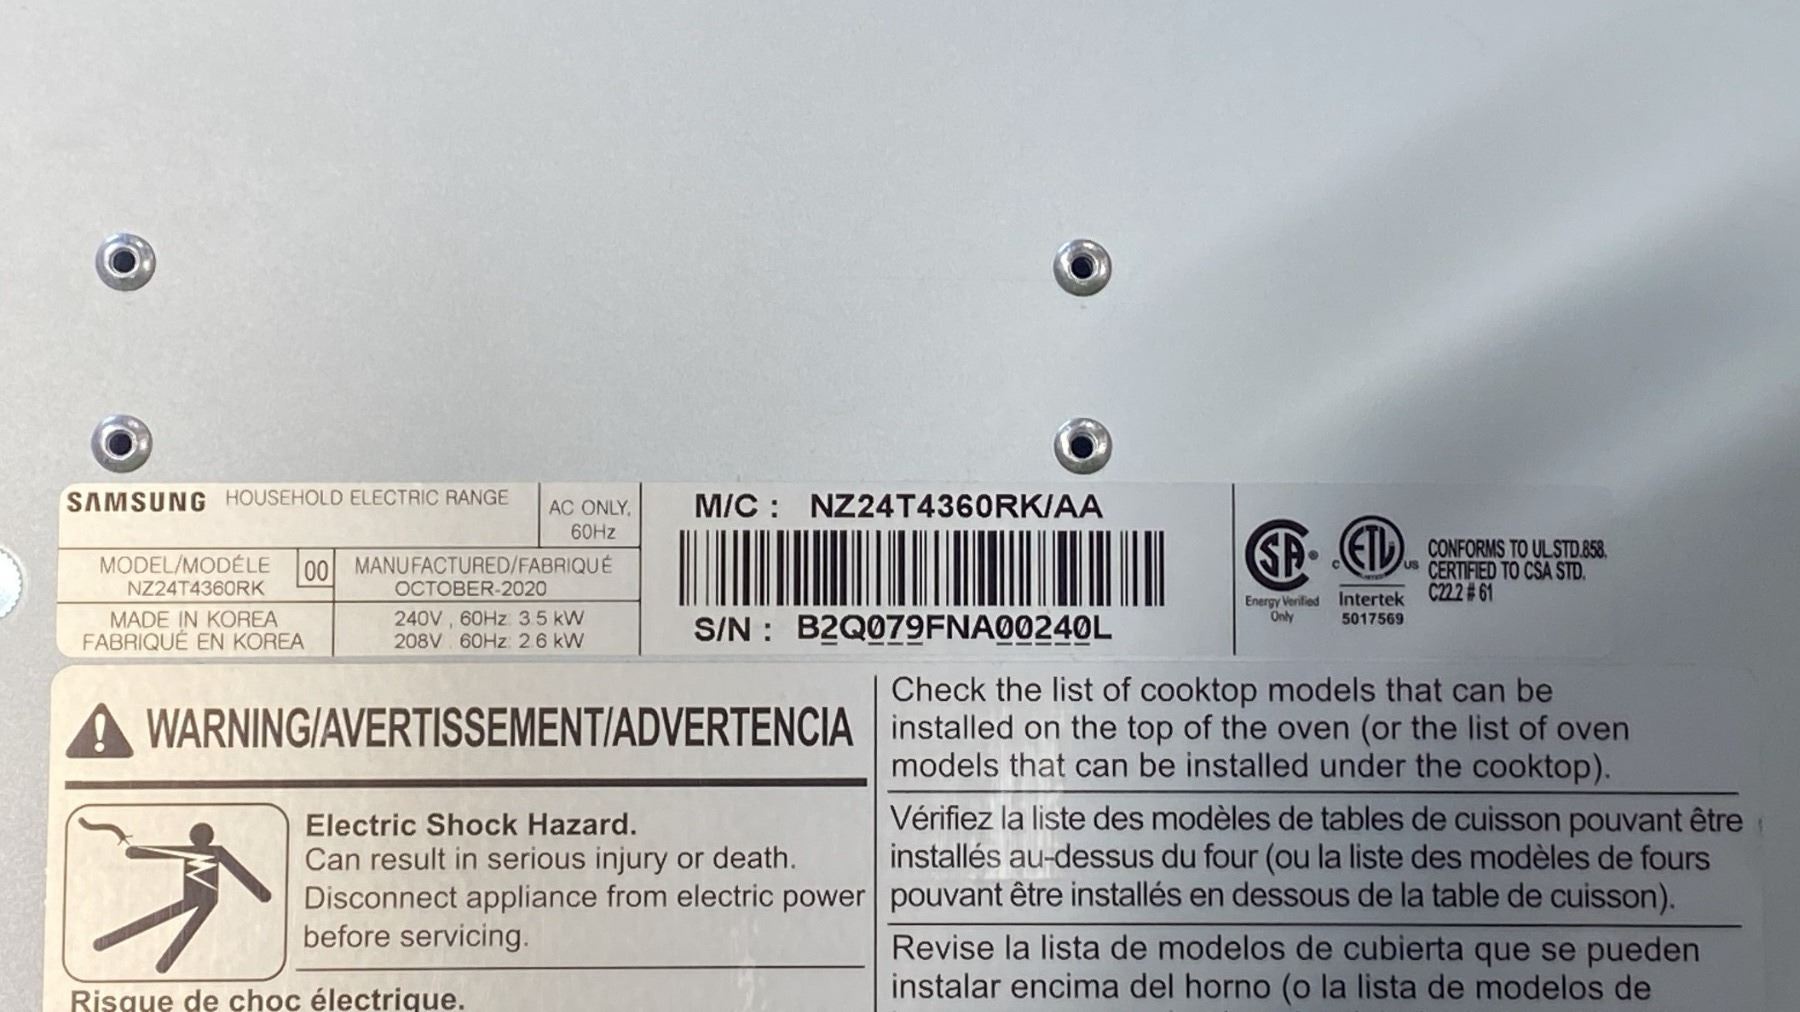 SAMSUNG HOUSEHOLD ELECTRIC RANGE
AC ONLY,
60Hz
MODEL/MODÉLE
NZ24T4360RK
00
MANUFACTURED/FABRIQUÉ
OCTOBER-2020
MADE IN KOREA
FABRIQUÉ EN KOREA
240V , 60Hz: 3.5 kW
208V , 60Hz: 2.6 kW
M/C : NZ24T4360RK/AA
S/N : B2Q079FNA00240L
SA
Energy Verified
Only
C ETL US
LISTED
Intertek
5017569
CONFORMS TO UL.STD.858.
CERTIFIED TO CSA STD.
C22.2 # 61
WARNING/AVERTISSEMENT/ADVERTENCIA
Electric Shock Hazard.
Can result in serious injury or death.
Disconnect appliance from electric power
before servicing.
Risque de choc électrique.
Check the list of cooktop models that can be
installed on the top of the oven (or the list of oven
models that can be installed under the cooktop).
Vérifiez la liste des modèles de tables de cuisson pouvant être
installés au-dessus du four (ou la liste des modèles de fours
pouvant être installés en dessous de la table de cuisson).
Revise la lista de modelos de cubierta que se pueden
instalar encima del horno (o la lista de modelos de